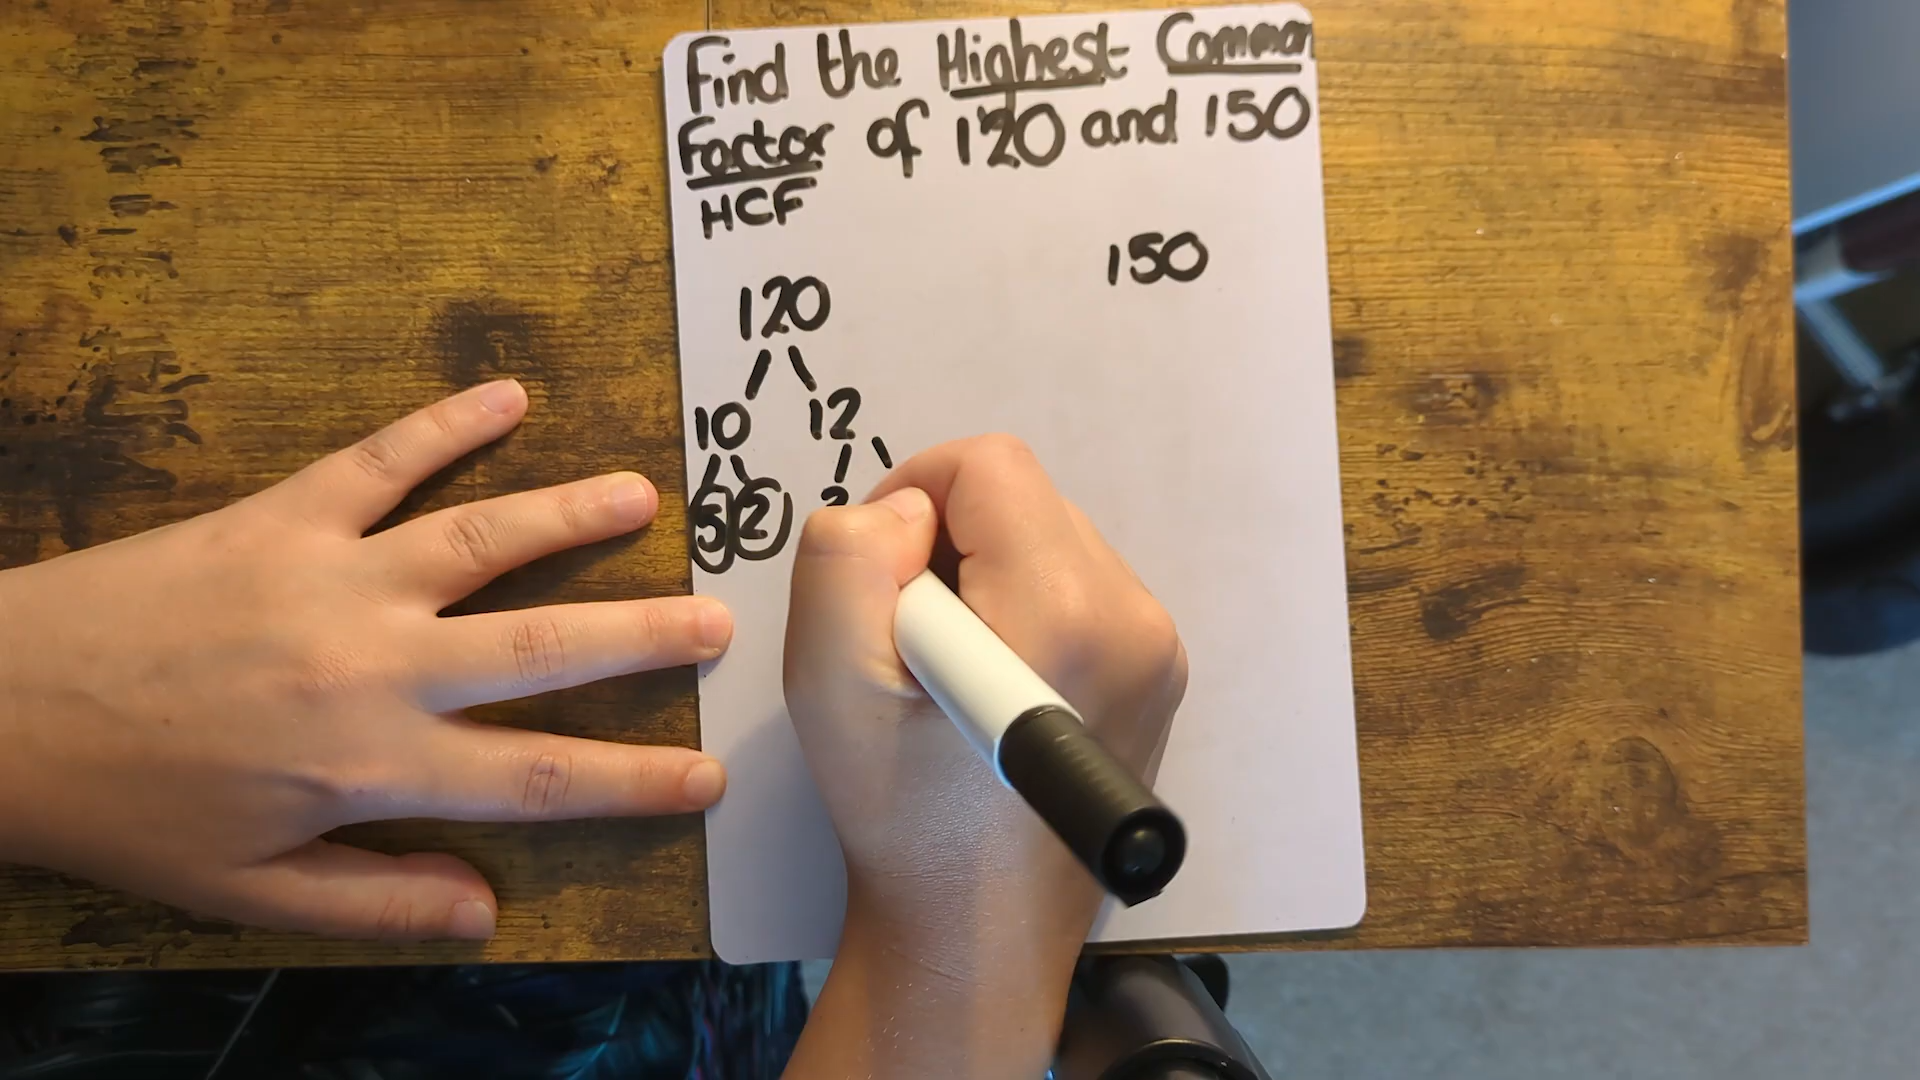 Find the Highest Common
Factor of 120 and 150
HCF
150
120
10 12
5 2